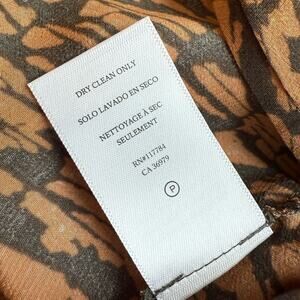 DRY CLEAN ONLY
SOLO LAVADO EN SECO
NETTOYAGE À SEC
SEULEMENT
RN#117784
CA 36979
P